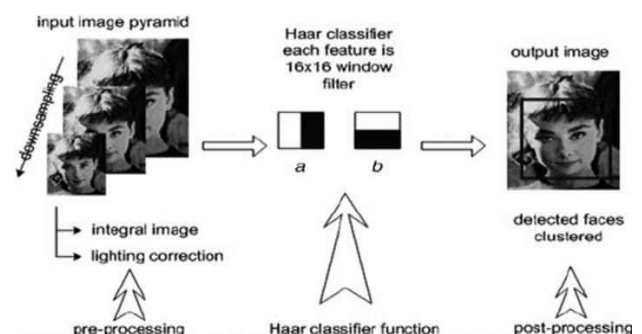 input image pyramid
downsampling
integral image
lighting correction
pre-processing
Haar classifier
each feature is
16x16 window
filter
a
b
Haar classifier function
output image
detected faces
clustered
post-processing